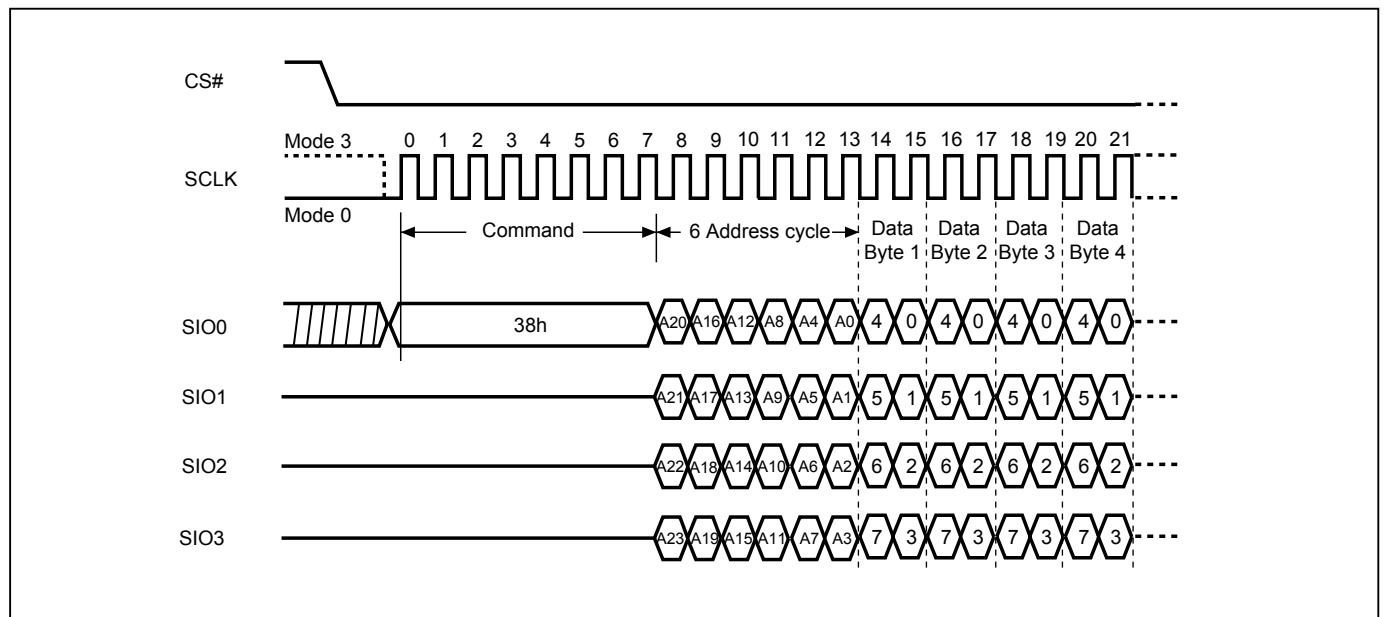 CS#
Mode 3
0 1 2 3 4 5 6 7 8 9 10 11 12 13 14 15 16 17 18 19 20 21
SCLK
Mode 0
Command
6 Address cycle
Data Byte 1
Data Byte 2
Data Byte 3
Data Byte 4
SIO0 38h A20 A16 A12 A8 A4 A0 4 0 4 0 4 0 4 0
SIO1 A21 A17 A13 A9 A5 A1 5 1 5 1 5 1 5 1
SIO2 A22 A18 A14 A10 A6 A2 6 2 6 2 6 2 6 2
SIO3 A23 A19 A15 A11 A7 A3 7 3 7 3 7 3 7 3